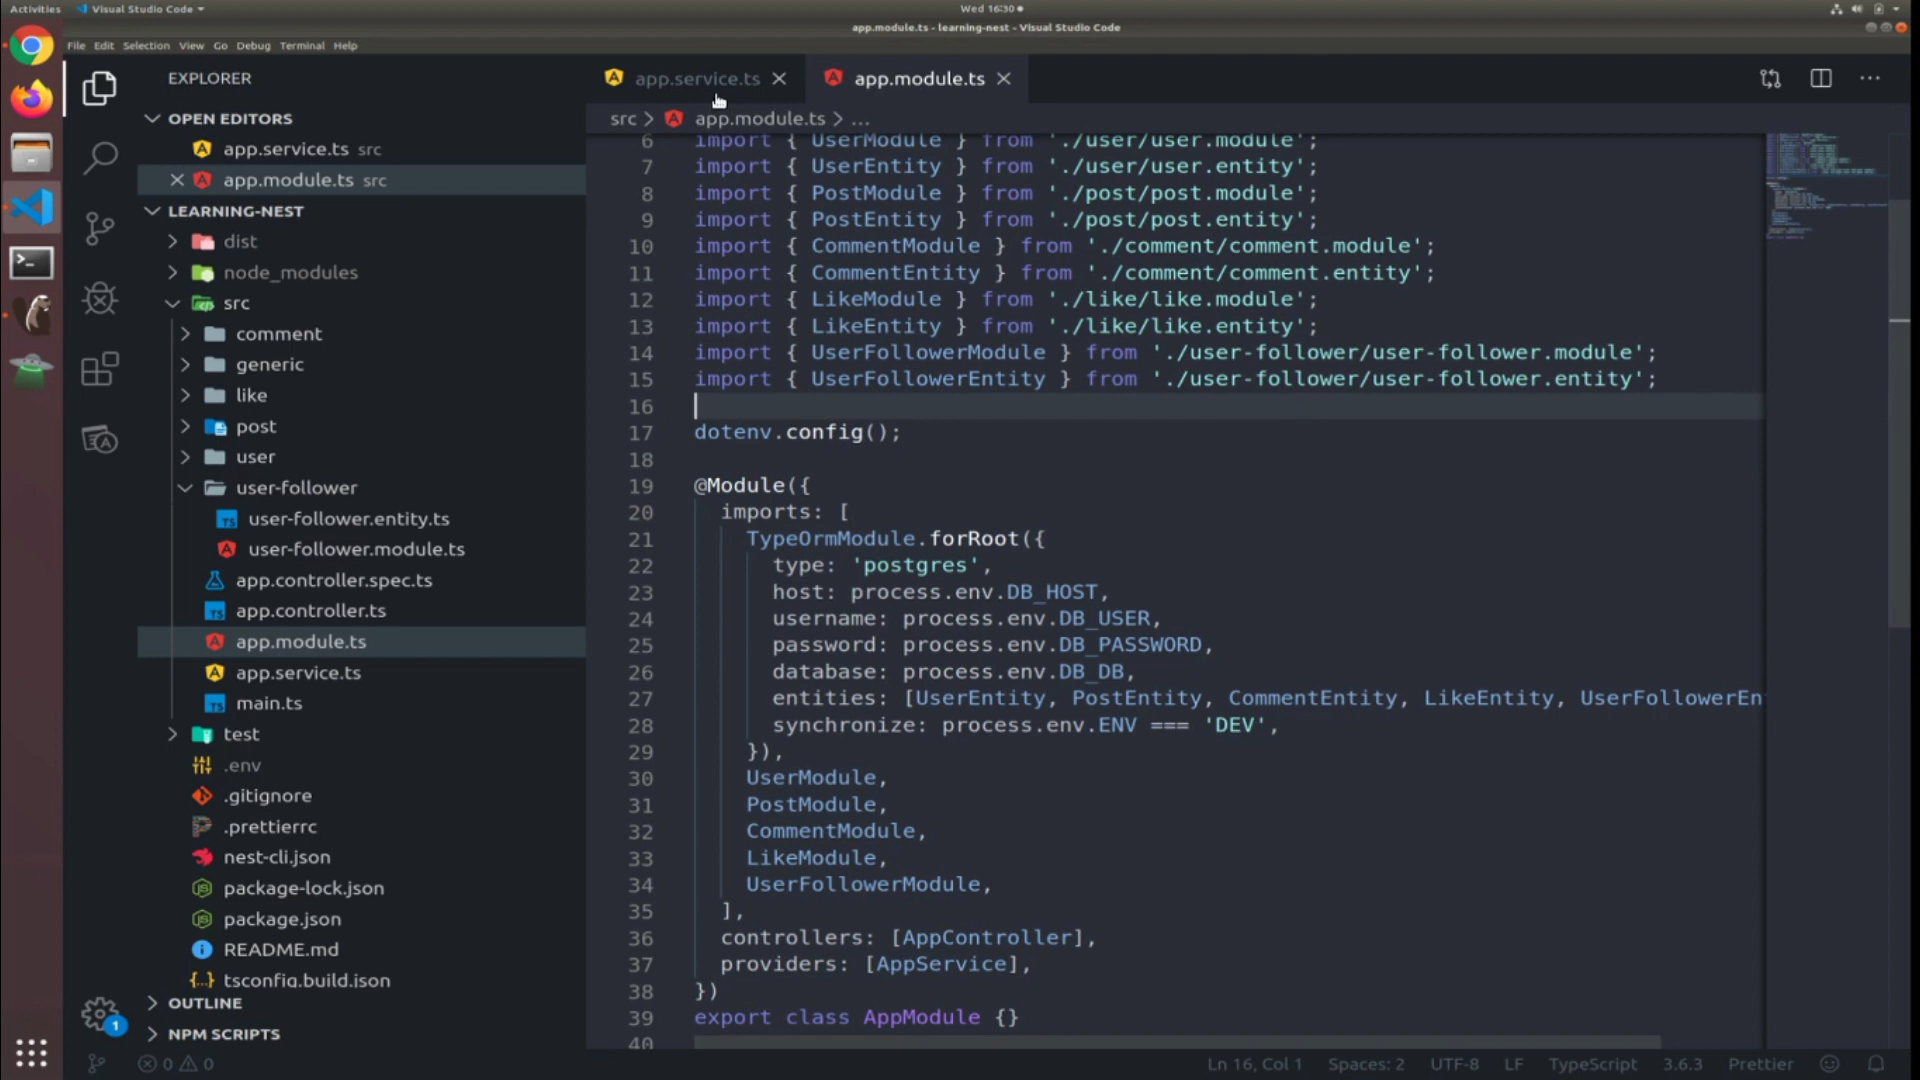 Activities
Visual Studio Code
Wed 16:30
app.module.ts - learning-nest - Visual Studio Code
File Edit Selection View Go Debug Terminal Help
EXPLORER
OPEN EDITORS
app.service.ts src
app.module.ts src
LEARNING-NEST
dist
node_modules
src
comment
generic
like
post
user
user-follower
user-follower.entity.ts
user-follower.module.ts
app.controller.spec.ts
app.controller.ts
app.module.ts
app.service.ts
main.ts
test
.env
.gitignore
.prettierrc
nest-cli.json
package-lock.json
package.json
README.md
tsconfig.build.json
OUTLINE
NPM SCRIPTS
1
app.service.ts
app.module.ts
src > app.module.ts > ...
6 import { UserModule } from './user/user.module';
7 import { UserEntity } from './user/user.entity';
8 import { PostModule } from './post/post.module';
9 import { PostEntity } from './post/post.entity';
10 import { CommentModule } from './comment/comment.module';
11 import { CommentEntity } from './comment/comment.entity';
12 import { LikeModule } from './like/like.module';
13 import { LikeEntity } from './like/like.entity';
14 import { UserFollowerModule } from './user-follower/user-follower.module';
15 import { UserFollowerEntity } from './user-follower/user-follower.entity';
16
17 dotenv.config();
18
19 @Module({
20 imports: [
21 TypeOrmModule.forRoot({
22 type: 'postgres',
23 host: process.env.DB_HOST,
24 username: process.env.DB_USER,
25 password: process.env.DB_PASSWORD,
26 database: process.env.DB_DB,
27 entities: [UserEntity, PostEntity, CommentEntity, LikeEntity, UserFollowerEn
28 synchronize: process.env.ENV === 'DEV',
29 }),
30 UserModule,
31 PostModule,
32 CommentModule,
33 LikeModule,
34 UserFollowerModule,
35 ],
36 controllers: [AppController],
37 providers: [AppService],
38 })
39 export class AppModule {}
40
0 0
Ln 16, Col 1 Spaces: 2 UTF-8 LF TypeScript 3.6.3 Prettier